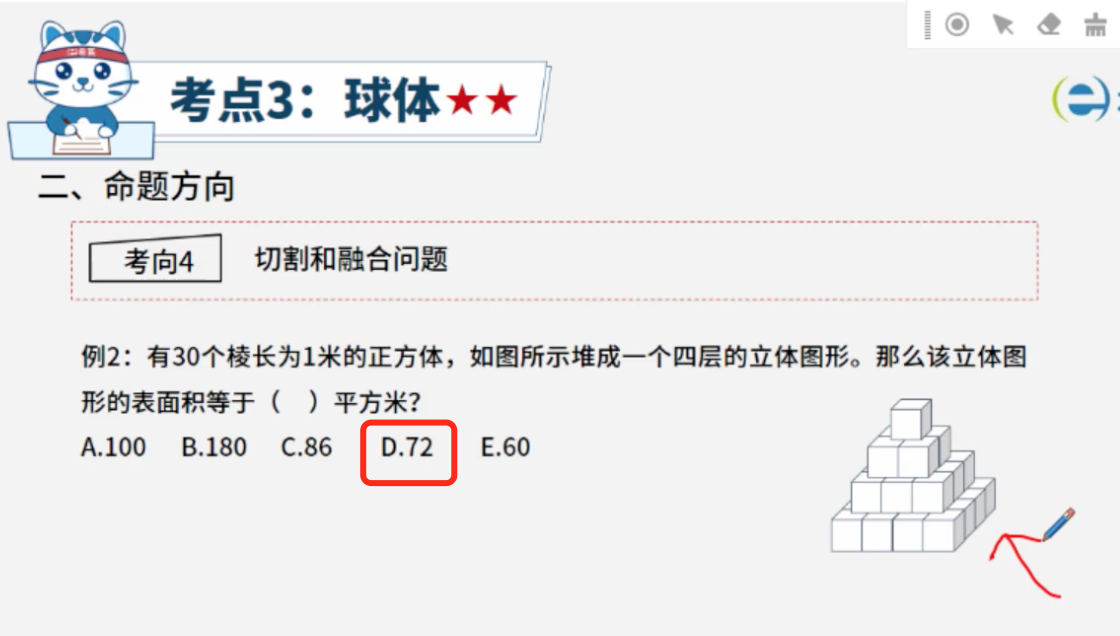 考点3：球体★★
二、命题方向
考向4
切割和融合问题
例2：有30个棱长为1米的正方体，如图所示堆成一个四层的立体图形。那么该立体图
形的表面积等于（ ）平方米？
A.100 B.180 C.86 D.72 E.60